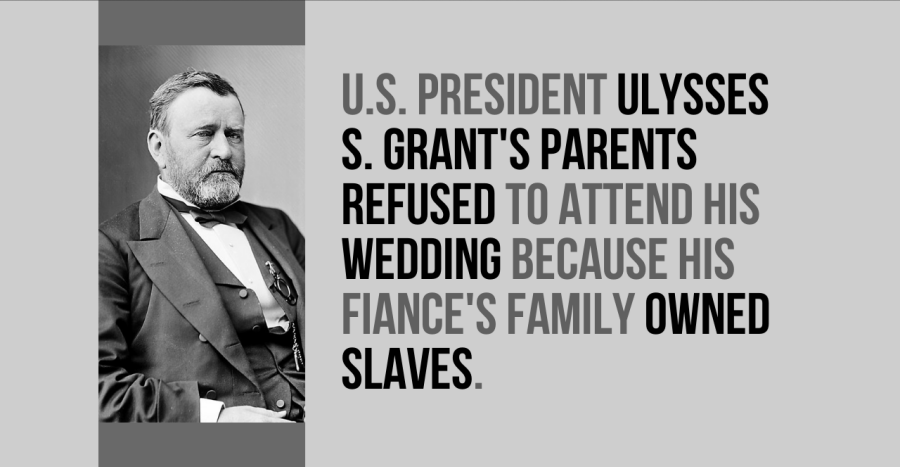 U.S. PRESIDENT ULYSSES
S. GRANT'S PARENTS
REFUSED TO ATTEND HIS
WEDDING BECAUSE HIS
FIANCE'S FAMILY OWNED
SLAVES.